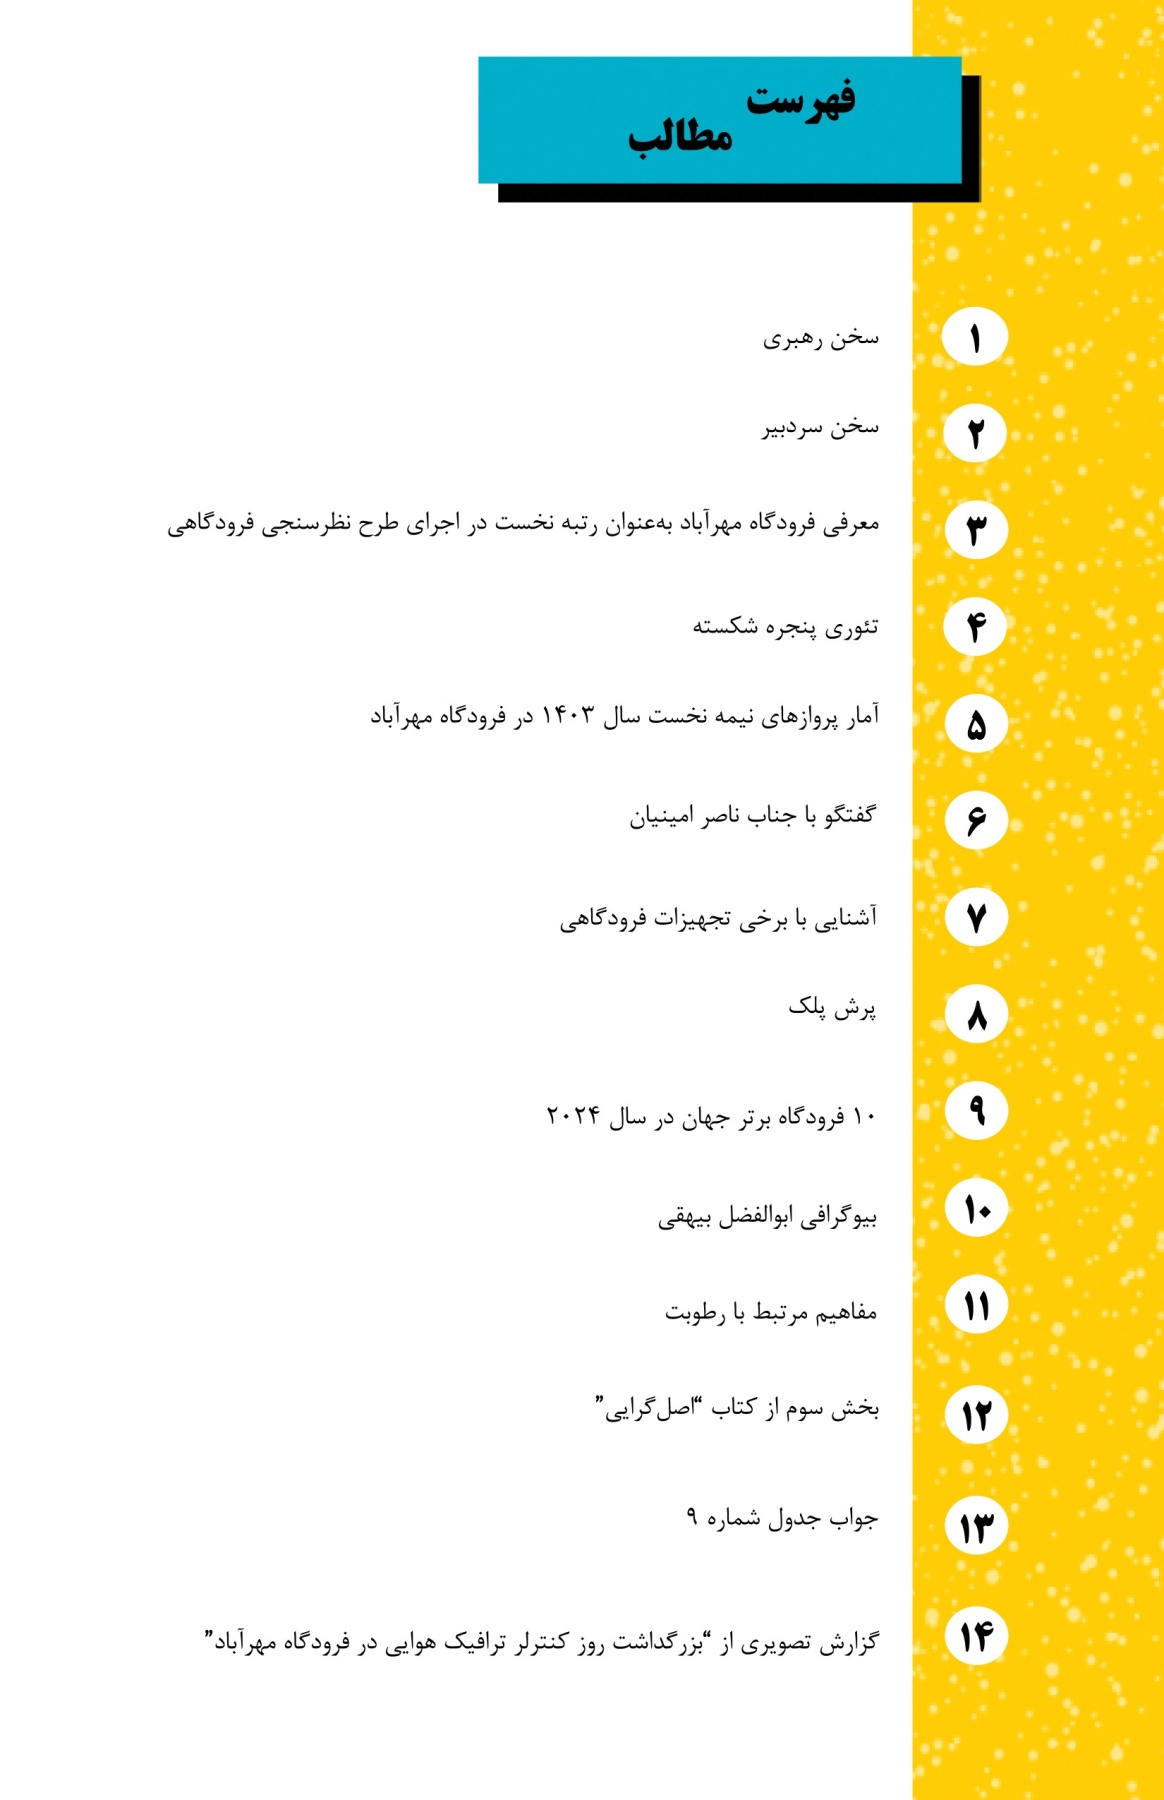 فهرست
مطالب
۱
سخن رهبری
۲
سخن سردبیر
۳
معرفی فرودگاه مهرآباد به‌عنوان رتبه نخست در اجرای طرح نظرسنجی فرودگاهی
۴
تئوری پنجره شکسته
۵
آمار پروازهای نیمه نخست سال ۱۴۰۳ در فرودگاه مهرآباد
۶
گفتگو با جناب ناصر امینیان
۷
آشنایی با برخی تجهیزات فرودگاهی
۸
پرش پلک
۹
۱۰ فرودگاه برتر جهان در سال ۲۰۲۴
۱۰
بیوگرافی ابوالفضل بیهقی
۱۱
مفاهیم مرتبط با رطوبت
۱۲
بخش سوم از کتاب “اصل‌گرایی”
۱۳
جواب جدول شماره ۹
۱۴
گزارش تصویری از “بزرگداشت روز کنترلر ترافیک هوایی در فرودگاه مهرآباد”